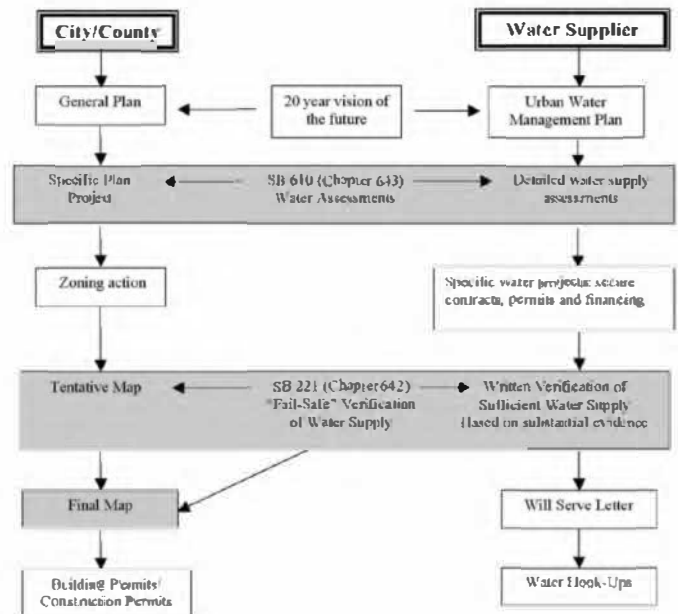 City/County
Water Supplier
General Plan
20 year vision of
the future
Urban Water
Management Plan
Specific Plan
Project
SB 610 (Chapter 643)
Water Assessments
Detailed water supply
assessments
Zoning action
Specific water projects: secure
contracts, permits and financing
Tentative Map
SB 221 (Chapter 642)
"Fail-Safe" Verification
of Water Supply
Written Verification of
Sufficient Water Supply
Based on substantial evidence
Final Map
Will Serve Letter
Building Permits/
Construction Permits
Water Hook-Ups